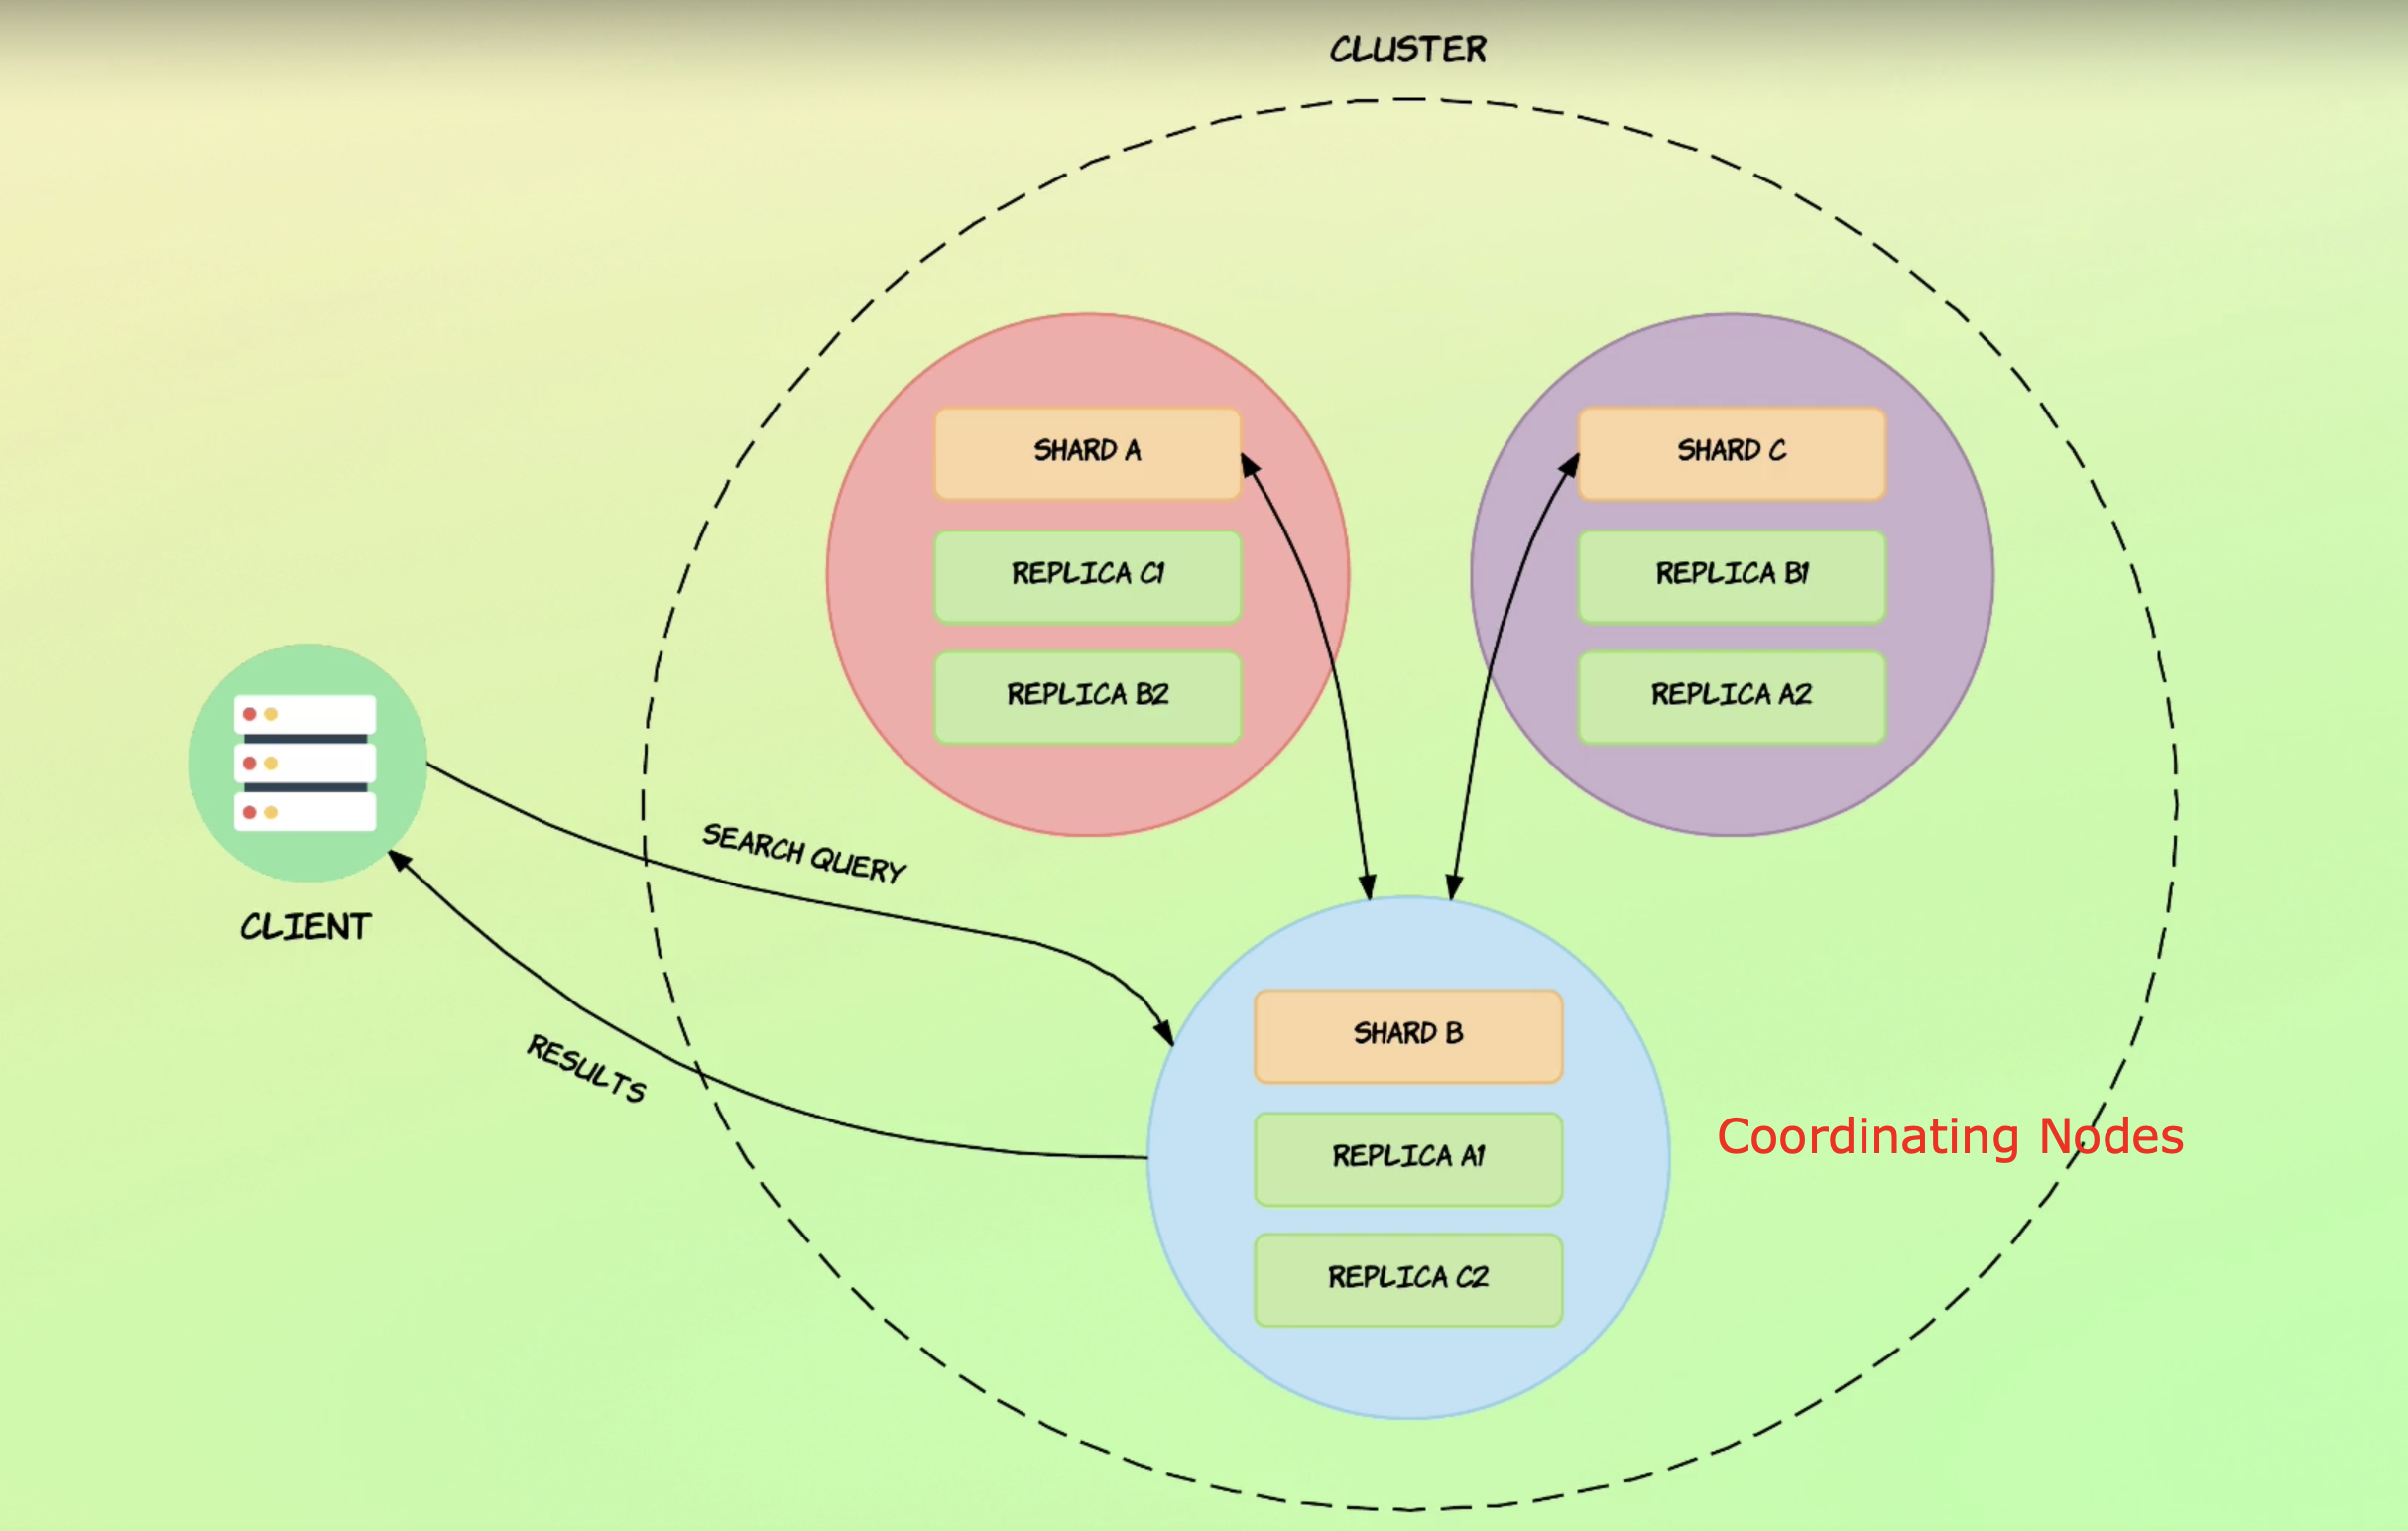 CLUSTER
SHARD A
REPLICA C1
REPLICA B2
SHARD C
REPLICA B1
REPLICA A2
CLIENT
SEARCH QUERY
RESULTS
SHARD B
REPLICA A1
REPLICA C2
Coordinating Nodes